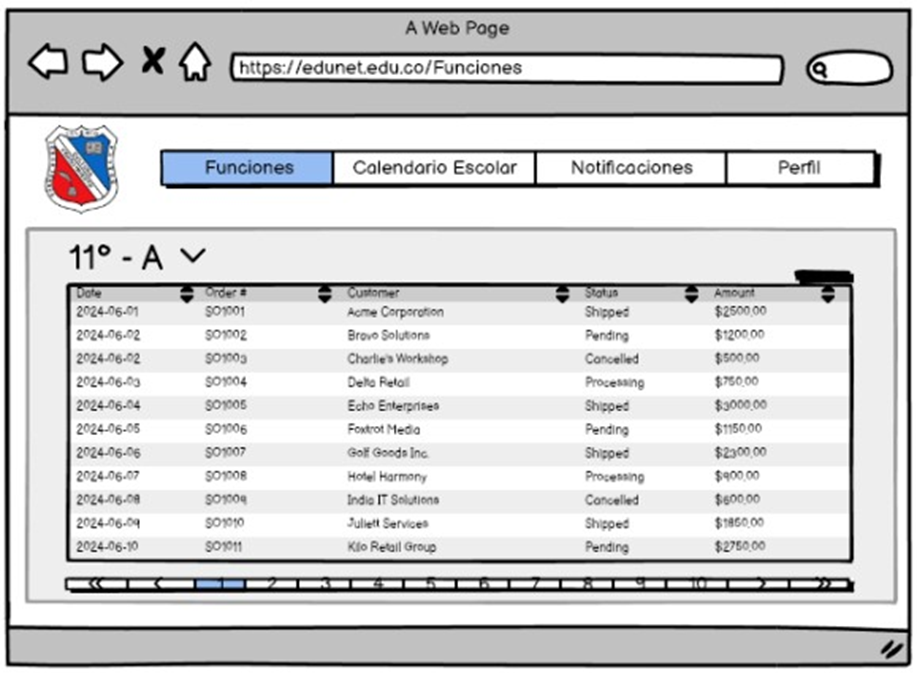 A Web Page
https://edunet.edu.co/Funciones
Funciones Calendario Escolar Notificaciones Perfil
11° - A
Date Order # Customer Status Amount
2024-06-01 SO1001 Acme Corporation Shipped $2500.00
2024-06-02 SO1002 Bravo Solutions Pending $1200.00
2024-06-02 SO1003 Charlie's Workshop Cancelled $500.00
2024-06-03 SO1004 Delta Retail Processing $750.00
2024-06-04 SO1005 Echo Enterprises Shipped $3000.00
2024-06-05 SO1006 Foxtrot Media Pending $1150.00
2024-06-06 SO1007 Golf Goods Inc. Shipped $2300.00
2024-06-07 SO1008 Hotel Harmony Processing $900.00
2024-06-08 SO1009 India IT Solutions Cancelled $600.00
2024-06-09 SO1010 Juliett Services Shipped $1850.00
2024-06-10 SO1011 Kilo Retail Group Pending $2750.00
<< < 1 2 3 4 5 6 7 8 9 10 > >>